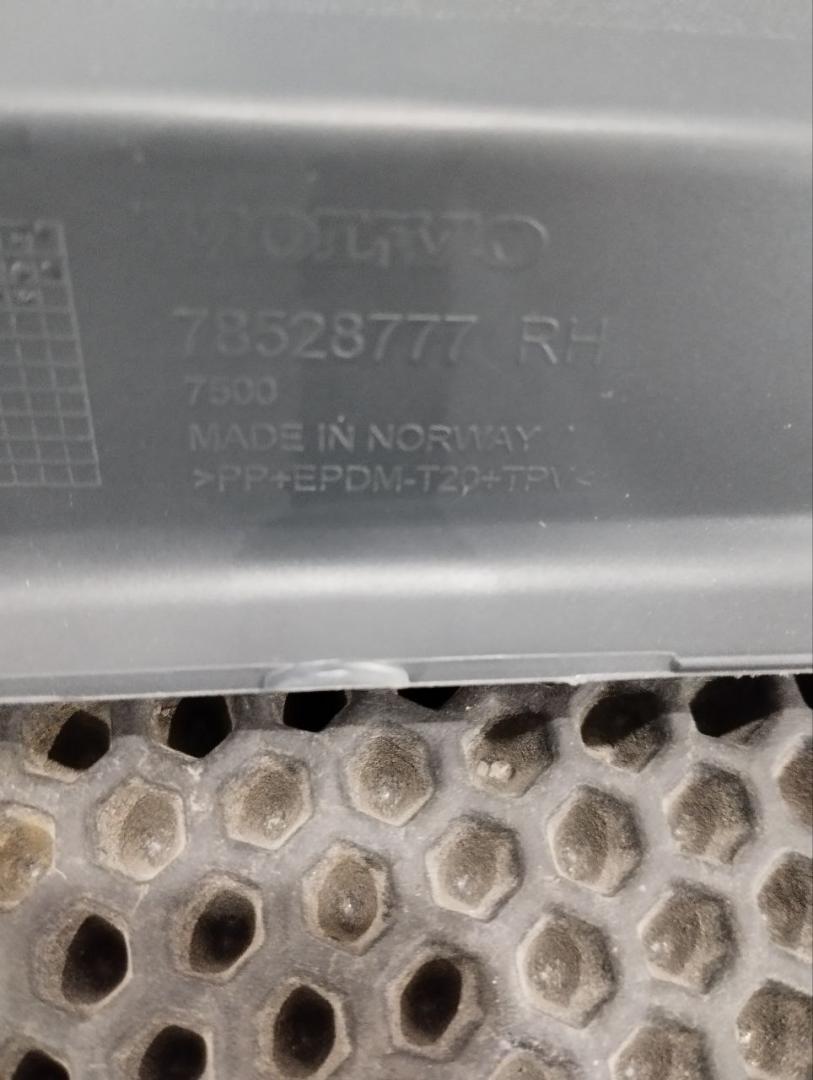 VOLVO
78528777 RH
7500
MADE IN NORWAY
>PP+EPDM-T20+TPV<